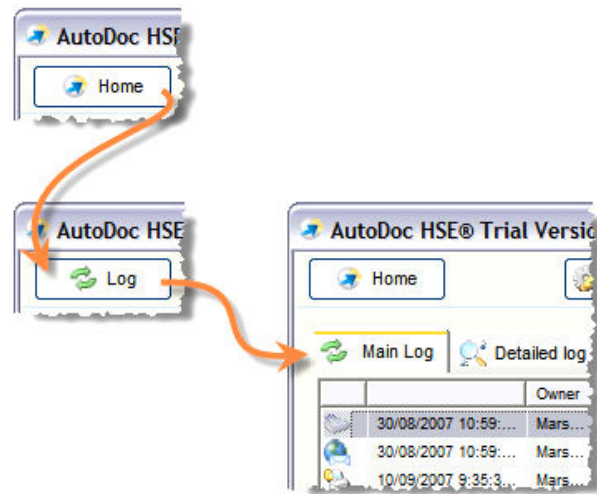 AutoDoc HSE
Home
AutoDoc HSE
Log
AutoDoc HSE® Trial Versio
Home
Main Log
Detailed log
Owner
30/08/2007 10:59:...
Mars...
30/08/2007 10:59:...
Mars...
10/09/2007 9:35:3...
Mars...